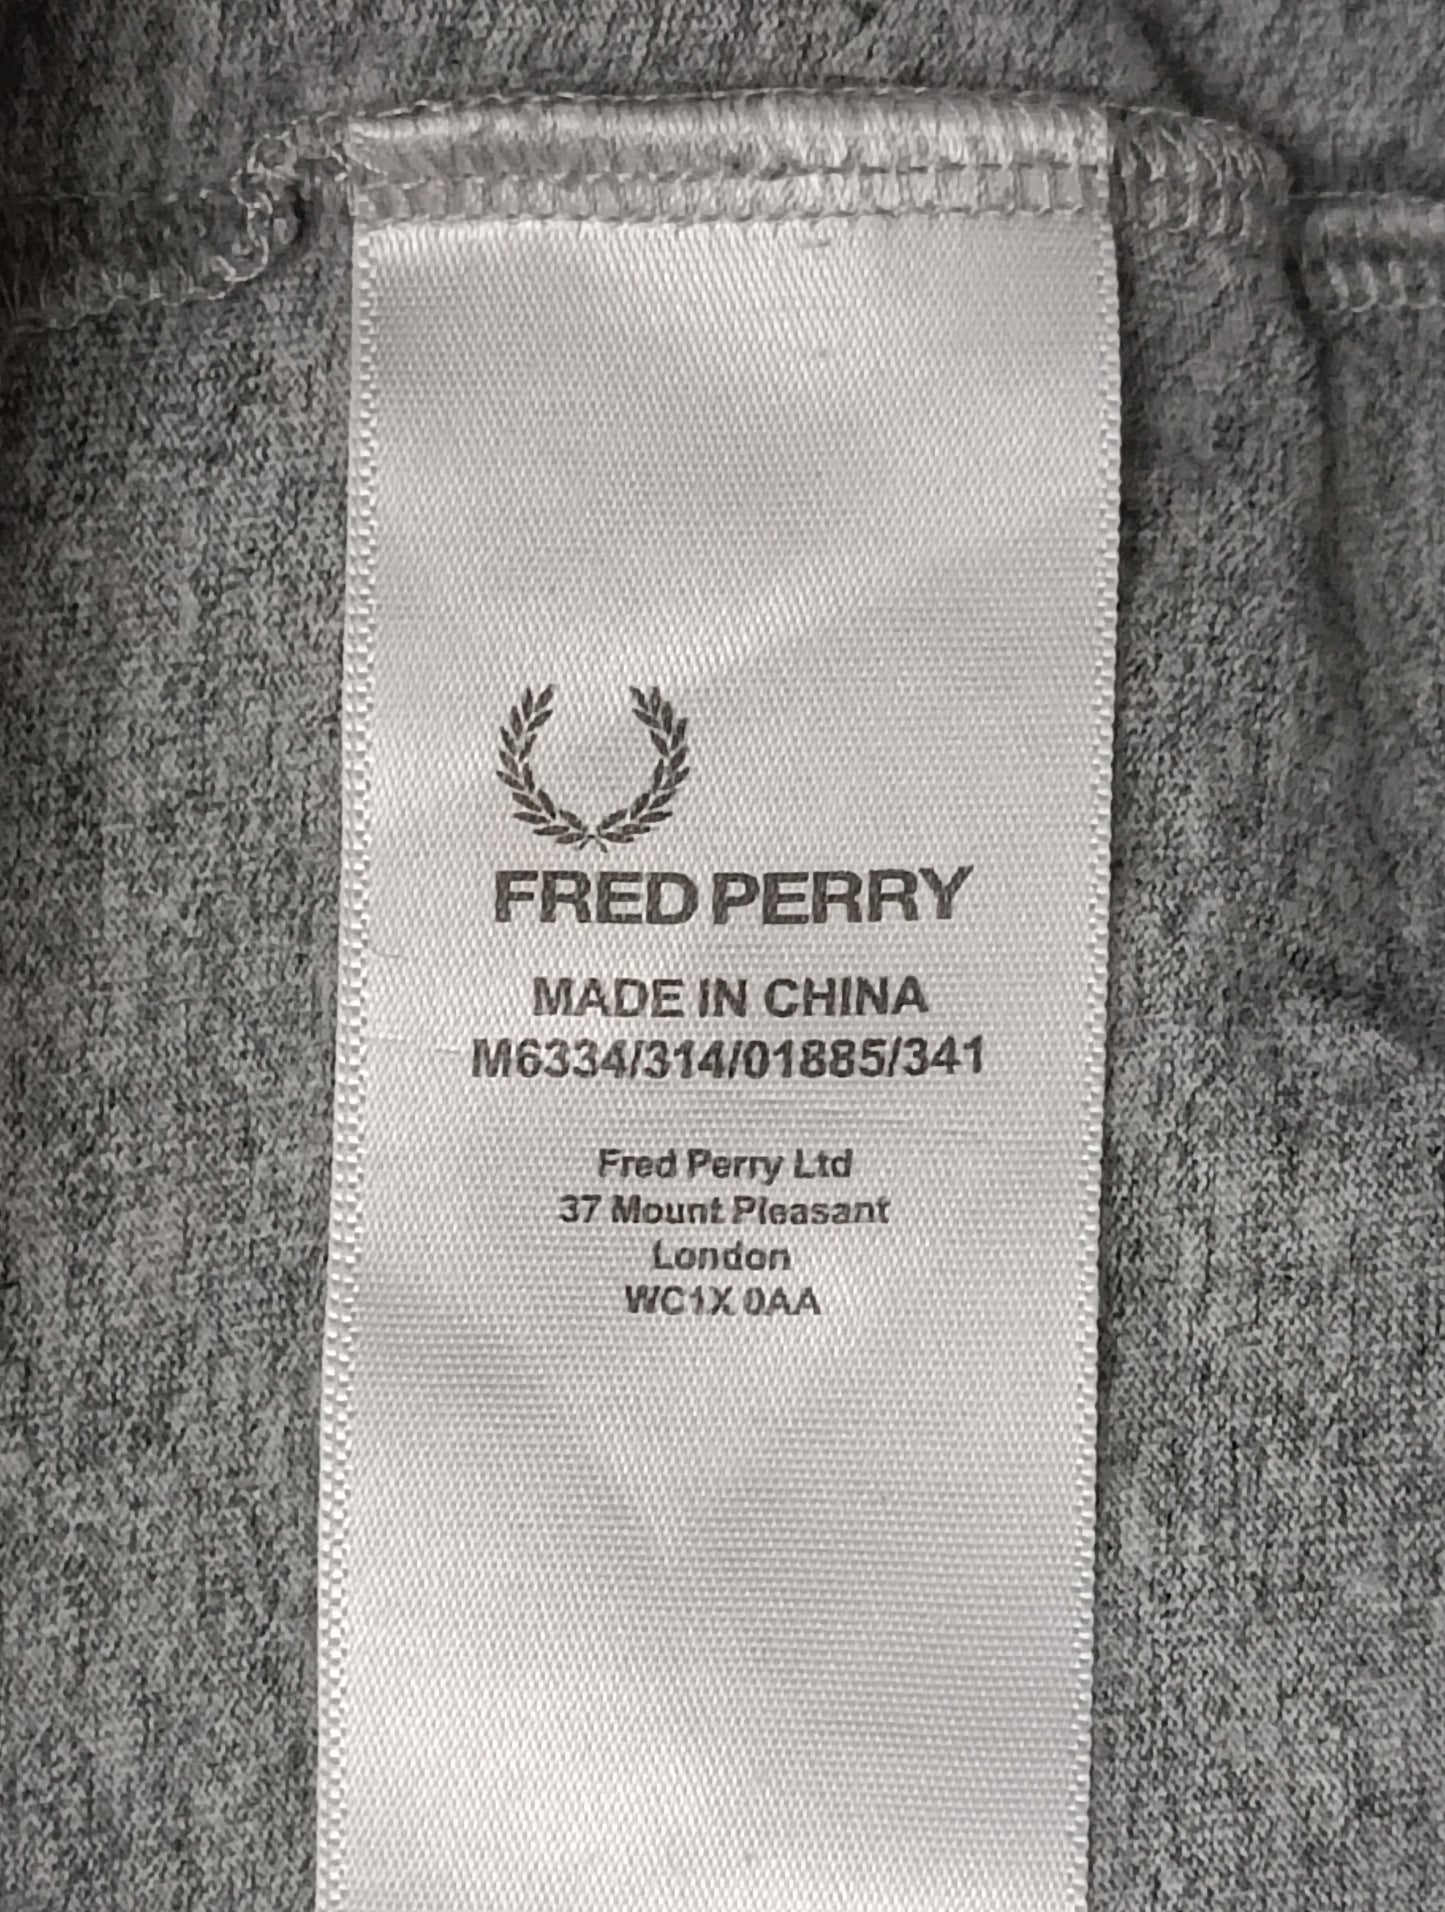 FRED PERRY
MADE IN CHINA
M6334/314/01885/341
Fred Perry Ltd
37 Mount Pleasant
London
WC1X 0AA